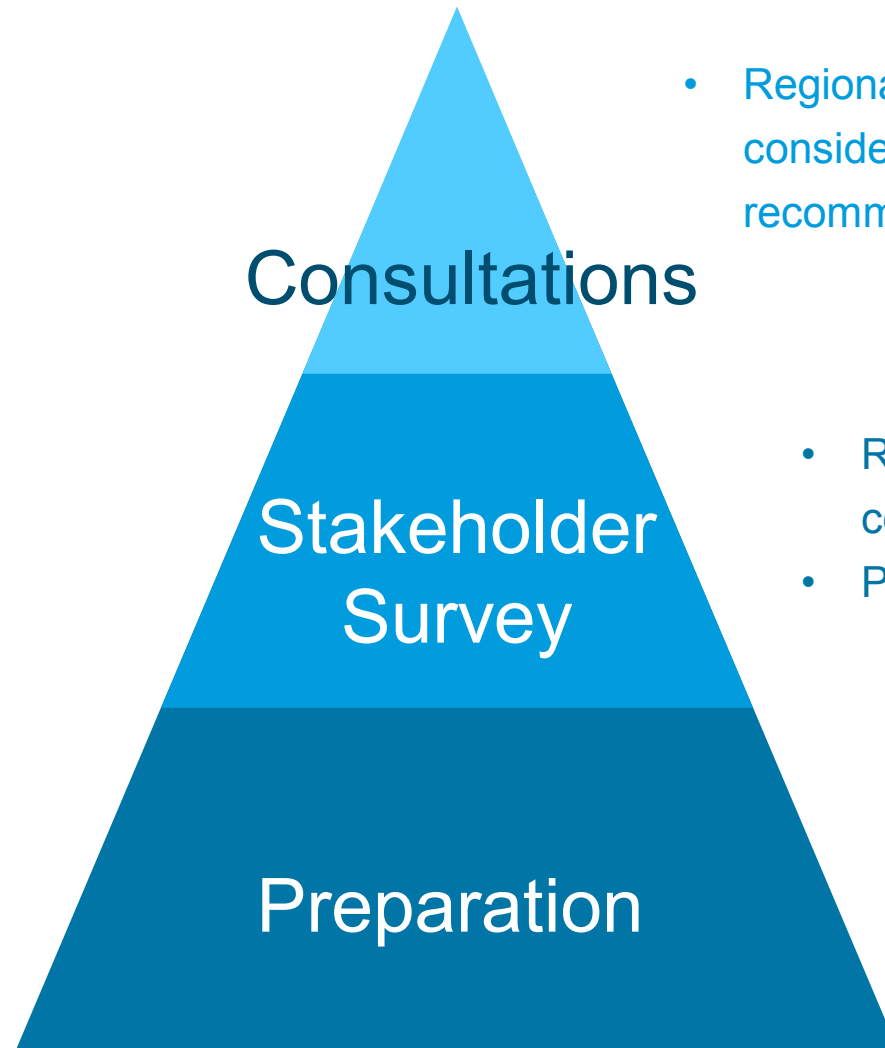 • Regiona
conside
recomm
Consultations
• R
co
• P
Stakeholder
Survey
Preparation